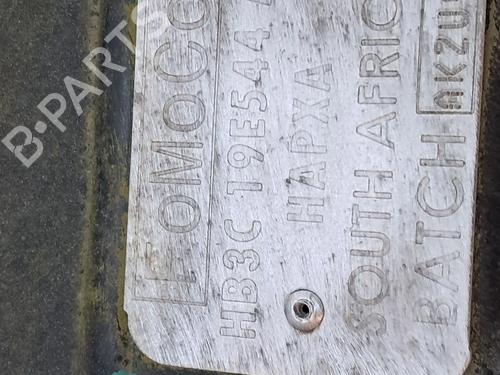 B-PARTS
FOMOCO
HB3C 19E544
HAPXA
SOUTH AFRIC
BATCH AK2U